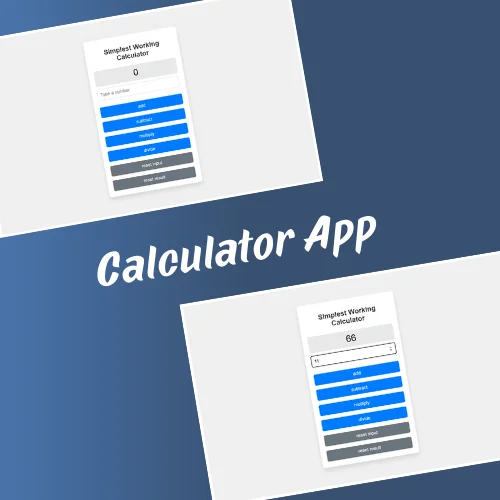 Simplest Working
Calculator
0
Type a number
add
subtract
multiply
divide
reset input
reset result
Calculator App
Simplest Working
Calculator
66
11
add
subtract
multiply
divide
reset input
reset result